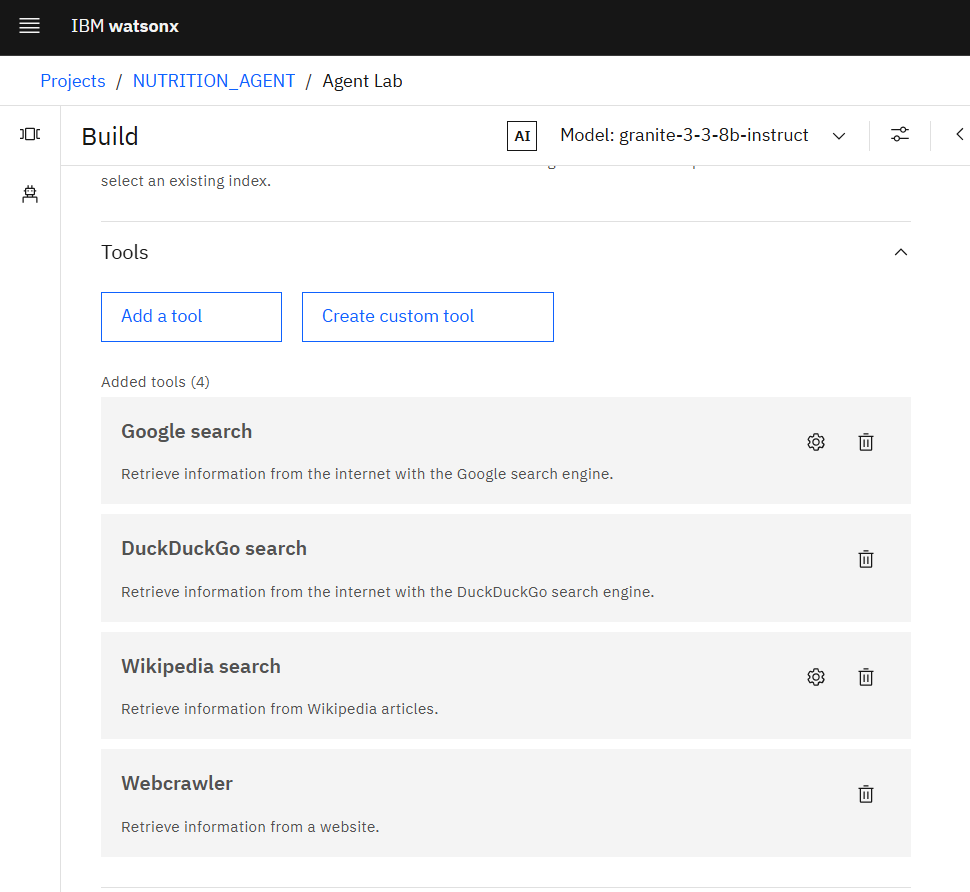 IBM watsonx
Projects / NUTRITION_AGENT / Agent Lab
Build
AI
Model: granite-3-3-8b-instruct
select an existing index.
Tools
Add a tool
Create custom tool
Added tools (4)
Google search
Retrieve information from the internet with the Google search engine.
DuckDuckGo search
Retrieve information from the internet with the DuckDuckGo search engine.
Wikipedia search
Retrieve information from Wikipedia articles.
Webcrawler
Retrieve information from a website.